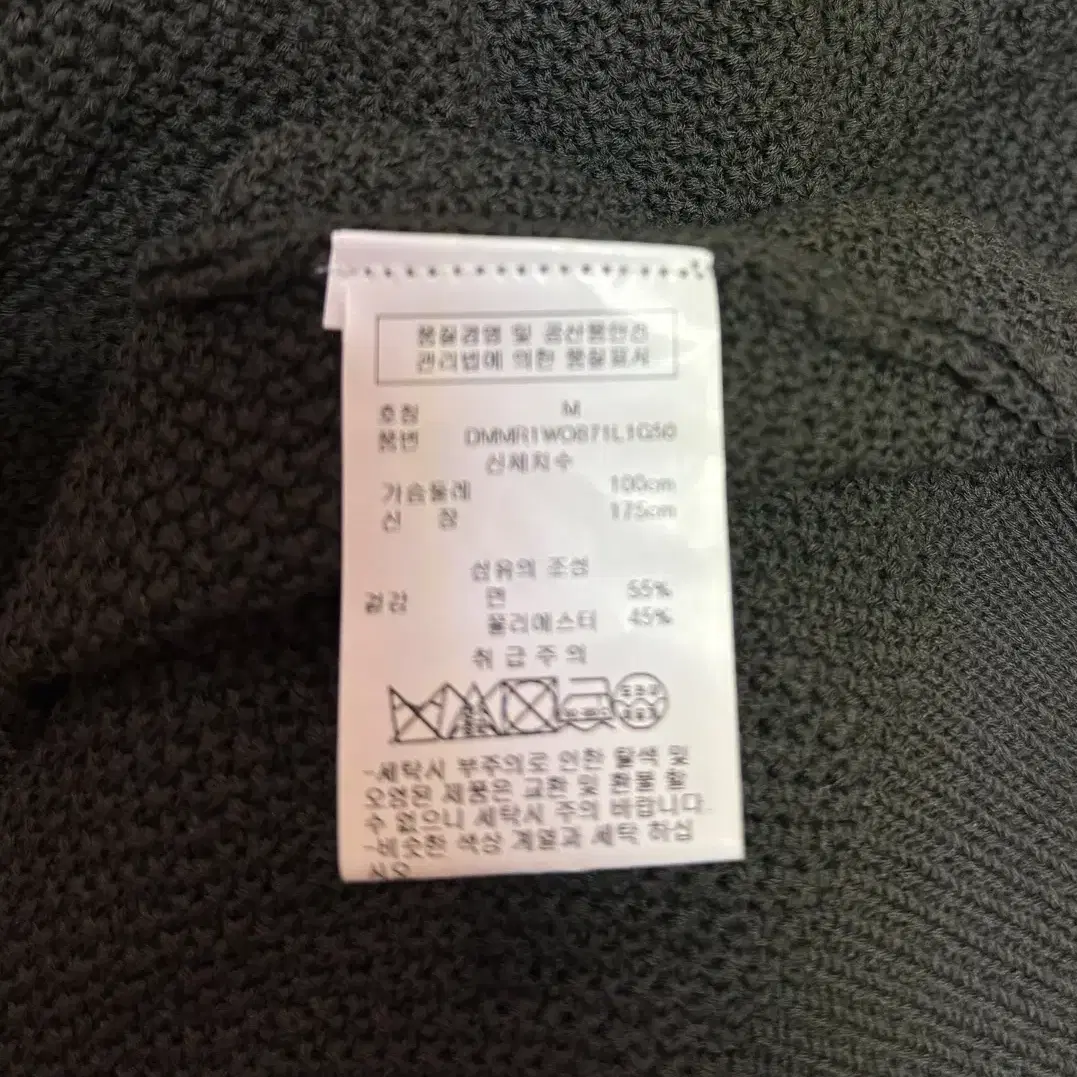 품질경영 및 공산품안전
관리법에 의한 품질표시
호칭 M
품번 DMMR1WO871L1G50
신체치수
가슴둘레 100cm
신 장 175cm
섬유의 조성
겉감 면 55%
폴리에스터 45%
취급주의
-세탁시 부주의로 인한 탈색 및
오염된 제품은 교환 및 환불 할
수 없으니 세탁시 주의 바랍니다.
-비슷한 색상 계열과 세탁 하십
시오